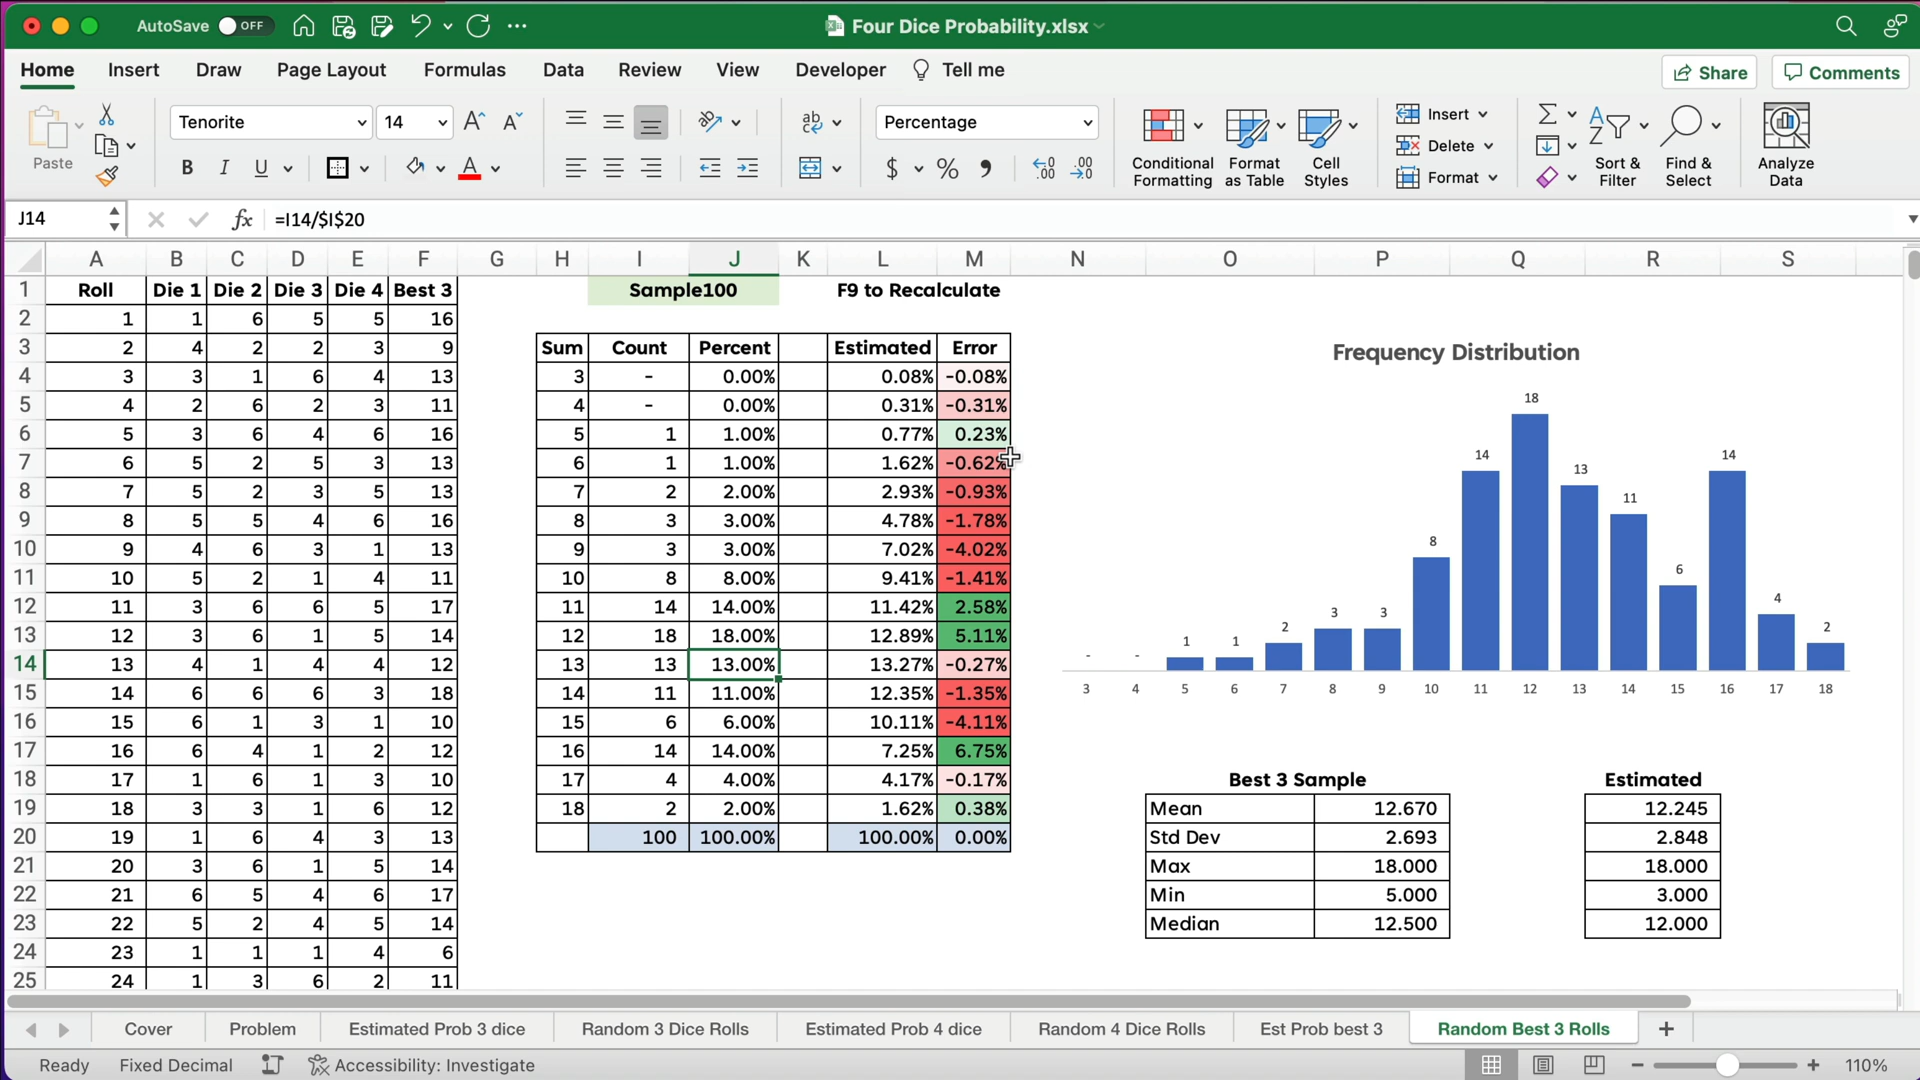 AutoSave OFF Four Dice Probability.xlsx
Home Insert Draw Page Layout Formulas Data Review View Developer Tell me Share Comments
Paste Tenorite 14 Percentage Conditional Formatting Format as Table Cell Styles Insert Delete Format Sort & Filter Find & Select Analyze Data
J14 fx =I14/$I$20
A B C D E F G H I J K L M N O P Q R S
1 Roll Die 1 Die 2 Die 3 Die 4 Best 3 Sample100 F9 to Recalculate
2 1 1 6 5 5 16
3 2 4 2 2 3 9 Sum Count Percent Estimated Error
4 3 3 1 6 4 13 3 - 0.00% 0.08% -0.08%
5 4 2 6 2 3 11 4 - 0.00% 0.31% -0.31%
6 5 3 6 4 6 16 5 1 1.00% 0.77% 0.23%
7 6 5 2 5 3 13 6 1 1.00% 1.62% -0.62%
8 7 5 2 3 5 13 7 2 2.00% 2.93% -0.93%
9 8 5 5 4 6 16 8 3 3.00% 4.78% -1.78%
10 9 4 6 3 1 13 9 3 3.00% 7.02% -4.02%
11 10 5 2 1 4 11 10 8 8.00% 9.41% -1.41%
12 11 3 6 6 5 17 11 14 14.00% 11.42% 2.58%
13 12 3 6 1 5 14 12 18 18.00% 12.89% 5.11%
14 13 4 1 4 4 12 13 13 13.00% 13.27% -0.27%
15 14 6 6 6 3 18 14 11 11.00% 12.35% -1.35%
16 15 6 1 3 1 10 15 6 6.00% 10.11% -4.11%
17 16 6 4 1 2 12 16 14 14.00% 7.25% 6.75%
18 17 1 6 1 3 10 17 4 4.00% 4.17% -0.17%
19 18 3 3 1 6 12 18 2 2.00% 1.62% 0.38%
20 19 1 6 4 3 13 100 100.00% 100.00% 0.00%
21 20 3 6 1 5 14
22 21 6 5 4 6 17
23 22 5 2 4 5 14
24 23 1 1 1 4 6
25 24 1 3 6 2 11
Frequency Distribution
- - 1 1 2 3 3 8 14 18 13 11 6 14 4 2
3 4 5 6 7 8 9 10 11 12 13 14 15 16 17 18
Best 3 Sample Estimated
Mean 12.670 12.245
Std Dev 2.693 2.848
Max 18.000 18.000
Min 5.000 3.000
Median 12.500 12.000
Cover Problem Estimated Prob 3 dice Random 3 Dice Rolls Estimated Prob 4 dice Random 4 Dice Rolls Est Prob best 3 Random Best 3 Rolls +
Ready Fixed Decimal Accessibility: Investigate 110%